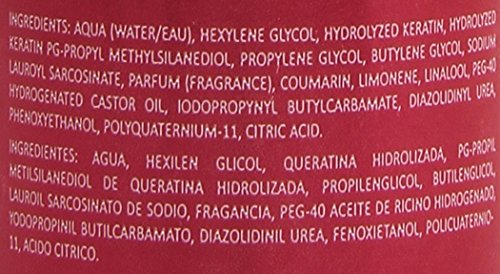 INGREDIENTS: AQUA (WATER/EAU), HEXYLENE GLYCOL, HYDROLYZED KERATIN, HYDROLYZED
KERATIN PG-PROPYL METHYLSILANEDIOL, PROPYLENE GLYCOL, BUTYLENE GLYCOL, SODIUM
LAUROYL SARCOSINATE, PARFUM (FRAGRANCE), COUMARIN, LIMONENE, LINALOOL, PEG-40
HYDROGENATED CASTOR OIL, IODOPROPYNYL BUTYLCARBAMATE, DIAZOLIDINYL UREA,
PHENOXYETHANOL, POLYQUATERNIUM-11, CITRIC ACID.
INGREDIENTES: AGUA, HEXILEN GLICOL, QUERATINA HIDROLIZADA, PG-PROPIL
METILSILANEDIOL DE QUERATINA HIDROLIZADA, PROPILENGLICOL, BUTILENGLICOL
LAUROIL SARCOSINATO DE SODIO, FRAGANCIA, PEG-40 ACEITE DE RICINO HIDROGENADO
YODOPROPINIL BUTILCARBAMATO, DIAZOLIDINIL UREA, FENOXIETANOL, POLICUATERNIO-
11, ACIDO CITRICO.